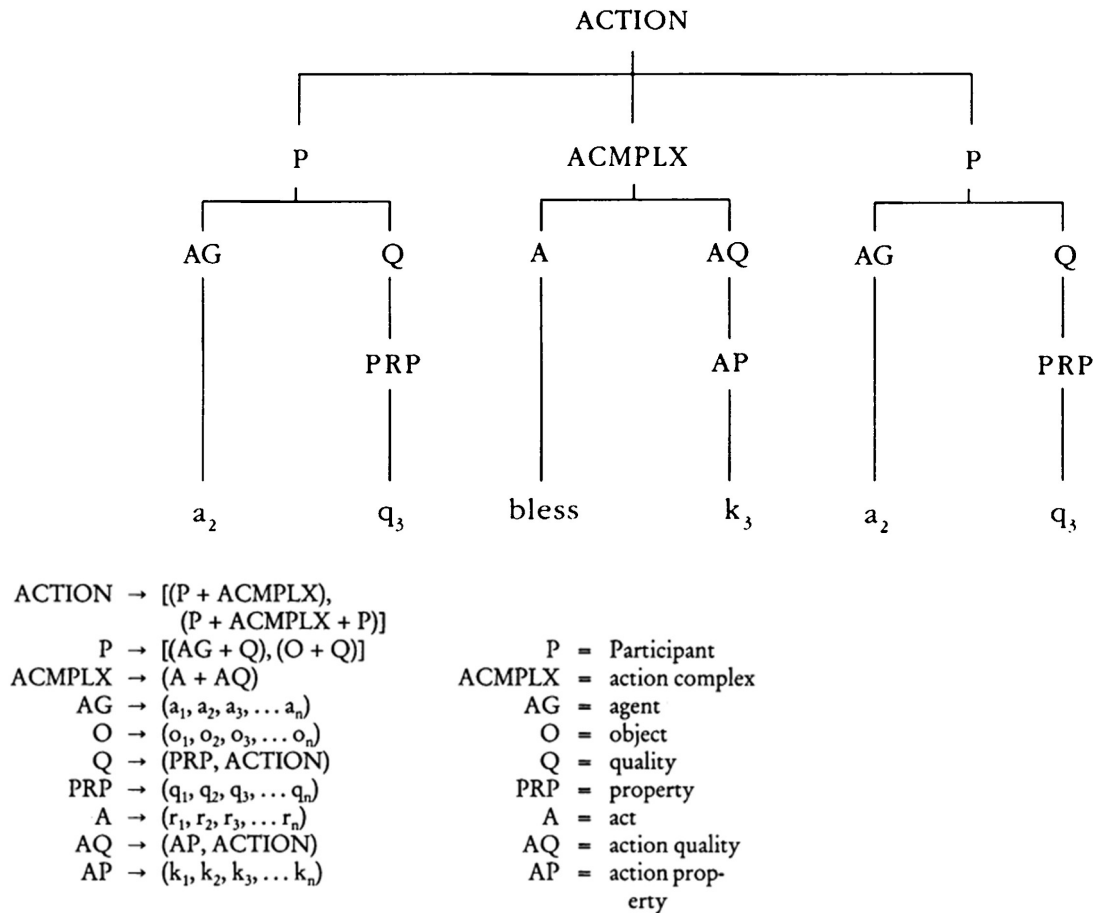 ACTION
P ACMPLX P
AG Q A AQ AG Q
PRP AP PRP
a₂ q₃ bless k₃ a₂ q₃
ACTION → [(P + ACMPLX),
(P + ACMPLX + P)]
P → [(AG + Q), (O + Q)] P = Participant
ACMPLX → (A + AQ) ACMPLX = action complex
AG → (a₁, a₂, a₃, … aₙ) AG = agent
O → (o₁, o₂, o₃, … oₙ) O = object
Q → (PRP, ACTION) Q = quality
PRP → (q₁, q₂, q₃, … qₙ) PRP = property
A → (r₁, r₂, r₃, … rₙ) A = act
AQ → (AP, ACTION) AQ = action quality
AP → (k₁, k₂, k₃, … kₙ) AP = action prop-
erty